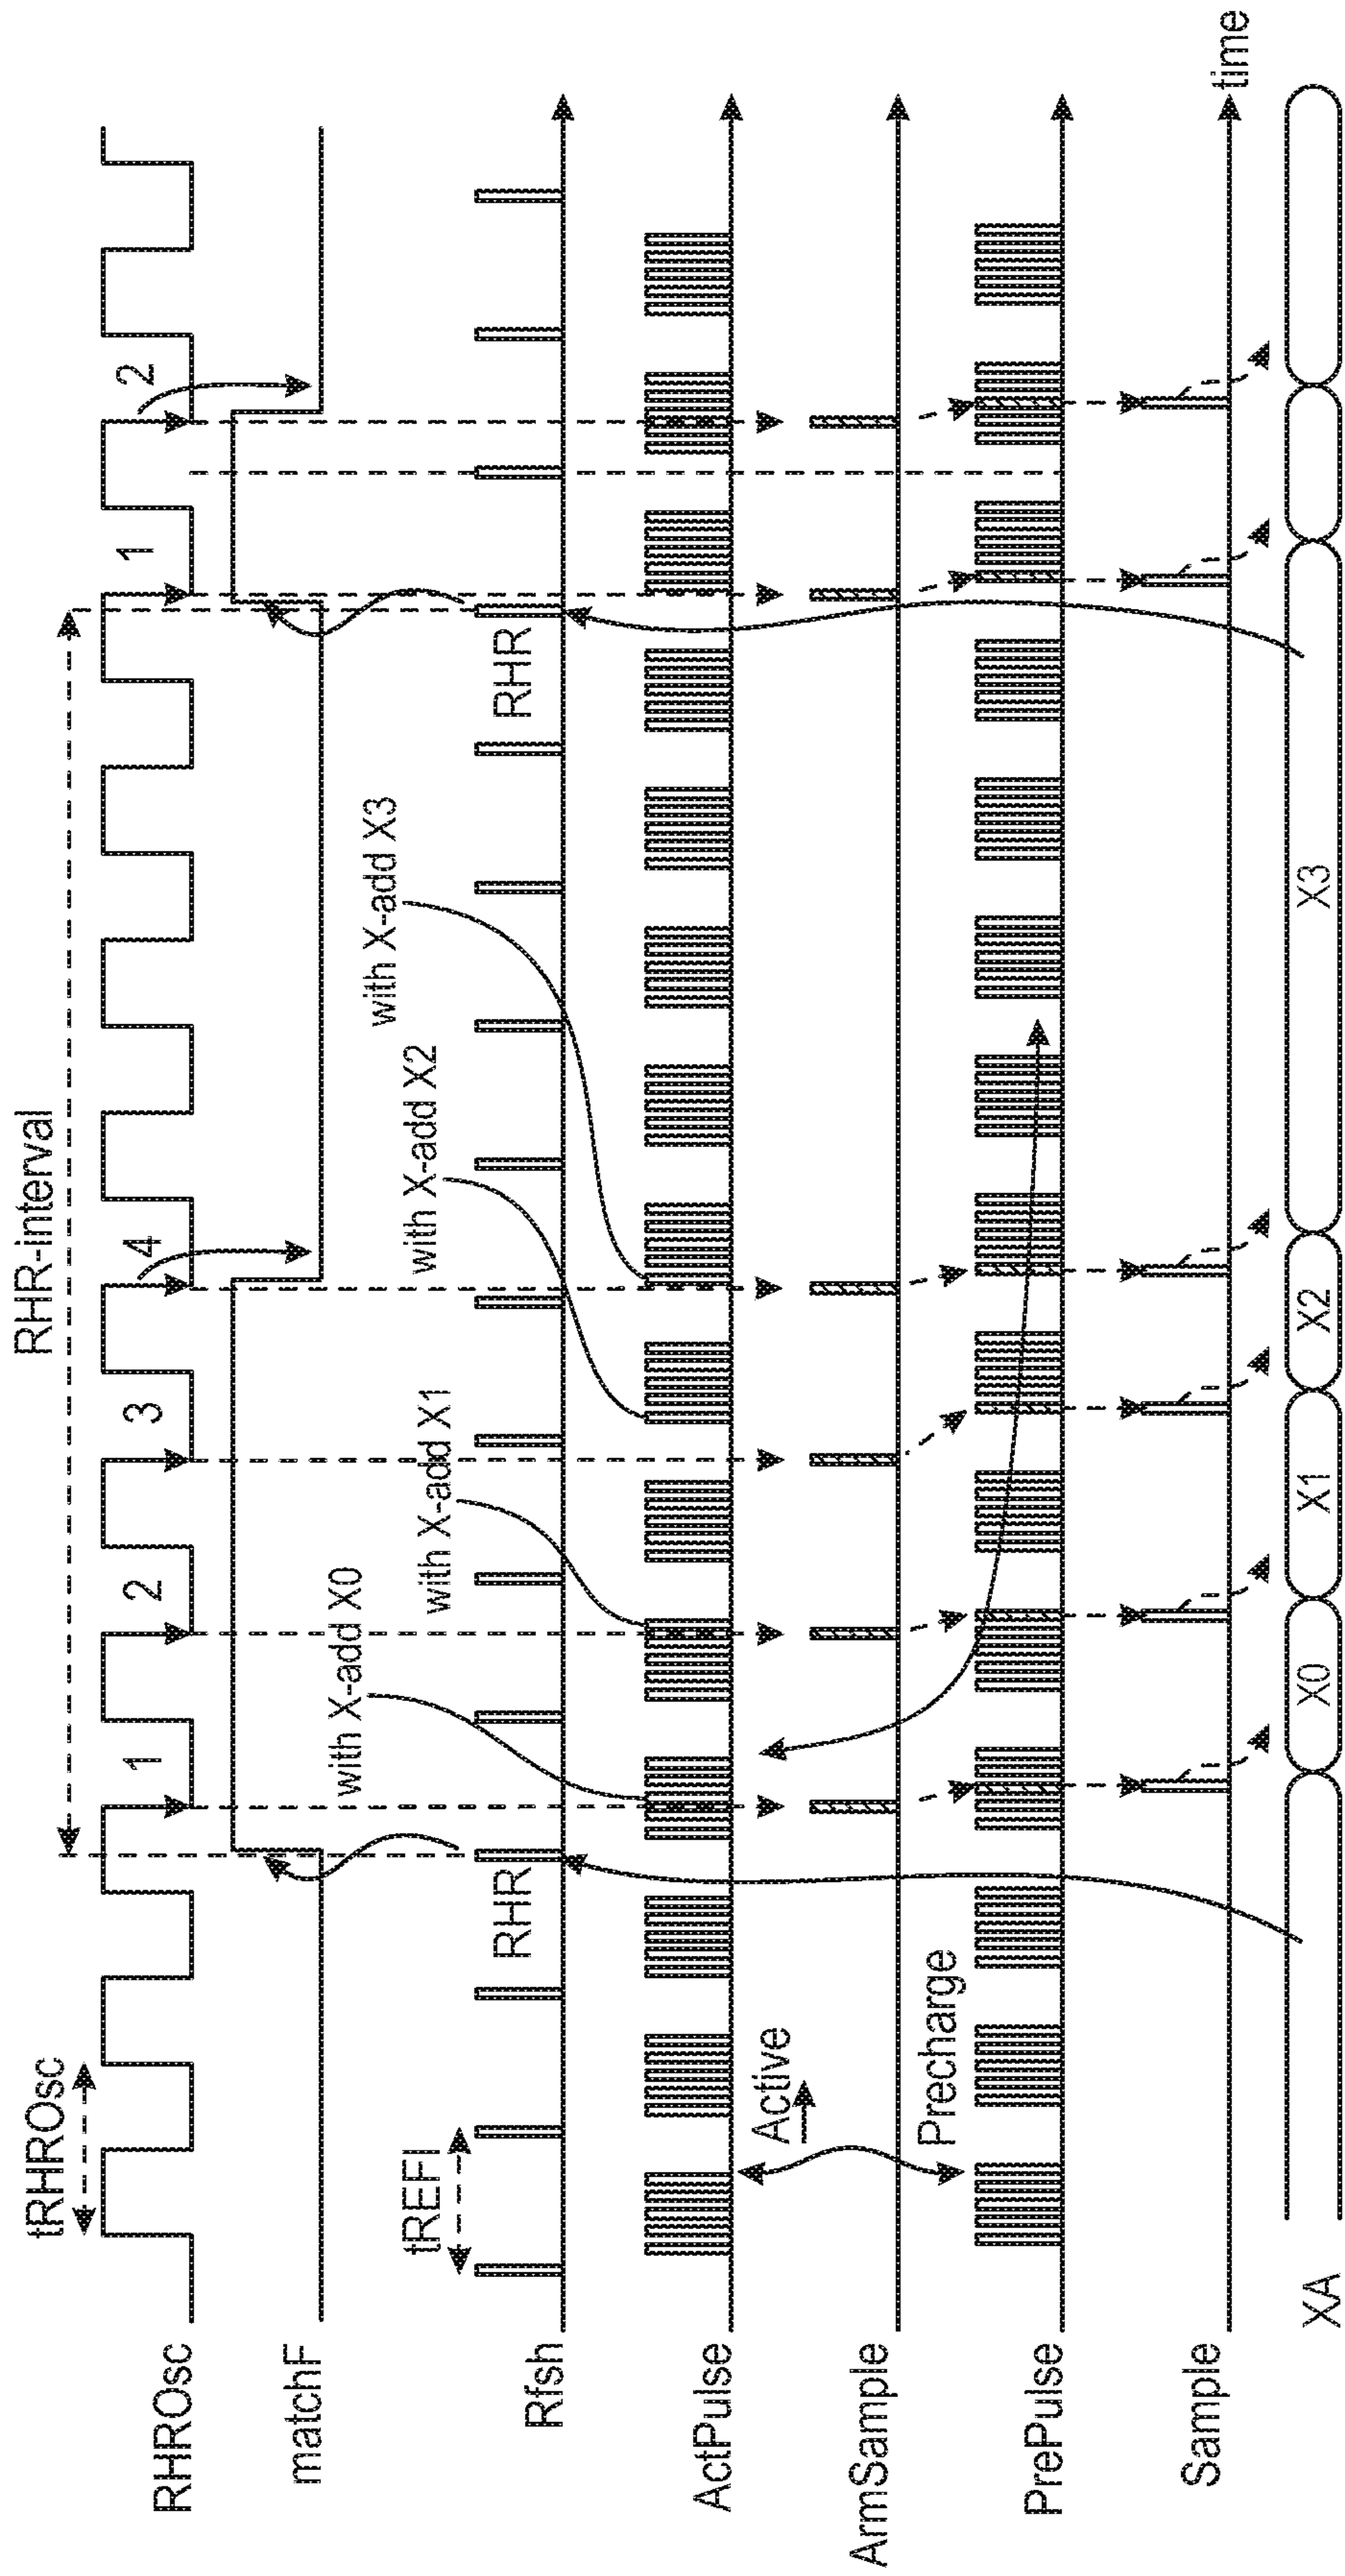 RHR-interval
tRHROsc
RHROsc
1
2
3
4
1
2
matchF
with X-add X0
with X-add X1
with X-add X2
with X-add X3
tREFI
RHR
RHR
Rfsh
ActPulse
Active
ArmSample
Precharge
PrePulse
Sample
time
XA
X0
X1
X2
X3